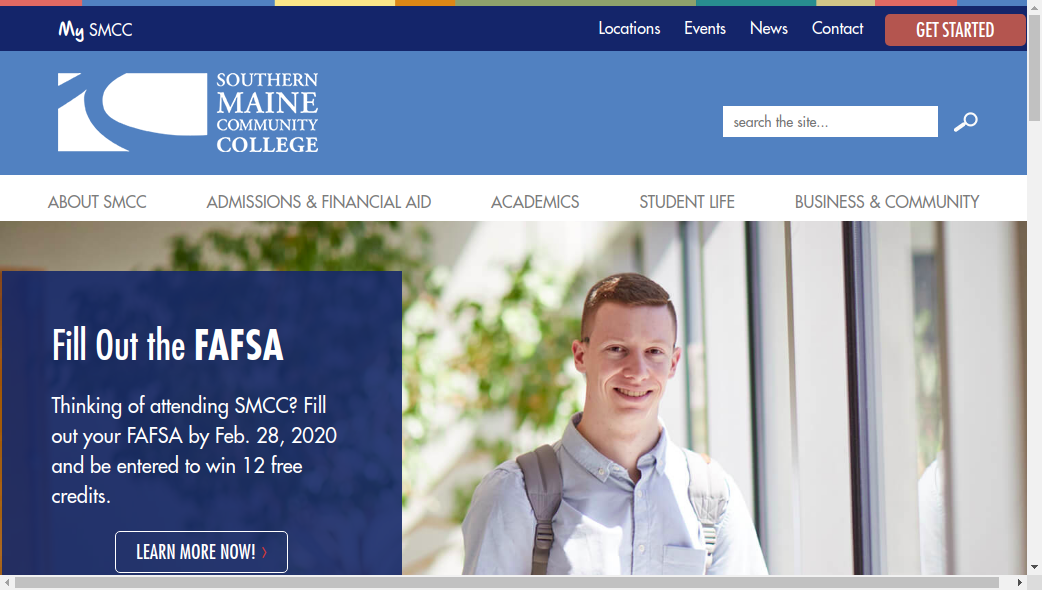 My SMCC
Locations Events News Contact GET STARTED
SOUTHERN
MAINE
COMMUNITY
COLLEGE
search the site...
ABOUT SMCC ADMISSIONS & FINANCIAL AID ACADEMICS STUDENT LIFE BUSINESS & COMMUNITY
Fill Out the FAFSA
Thinking of attending SMCC? Fill
out your FAFSA by Feb. 28, 2020
and be entered to win 12 free
credits.
LEARN MORE NOW! ›